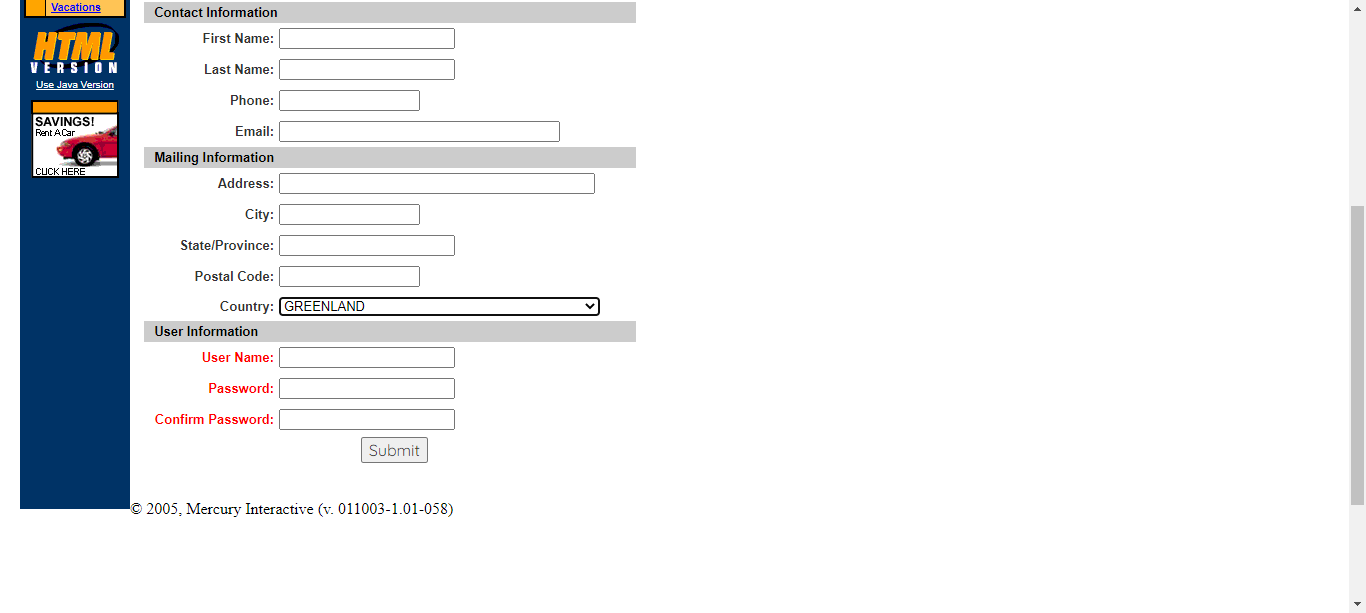 Vacations
HTML
VERSION
Use Java Version
SAVINGS!
Rent A Car
CLICK HERE
Contact Information
First Name:
Last Name:
Phone:
Email:
Mailing Information
Address:
City:
State/Province:
Postal Code:
Country: GREENLAND
User Information
User Name:
Password:
Confirm Password:
Submit
© 2005, Mercury Interactive (v. 011003-1.01-058)